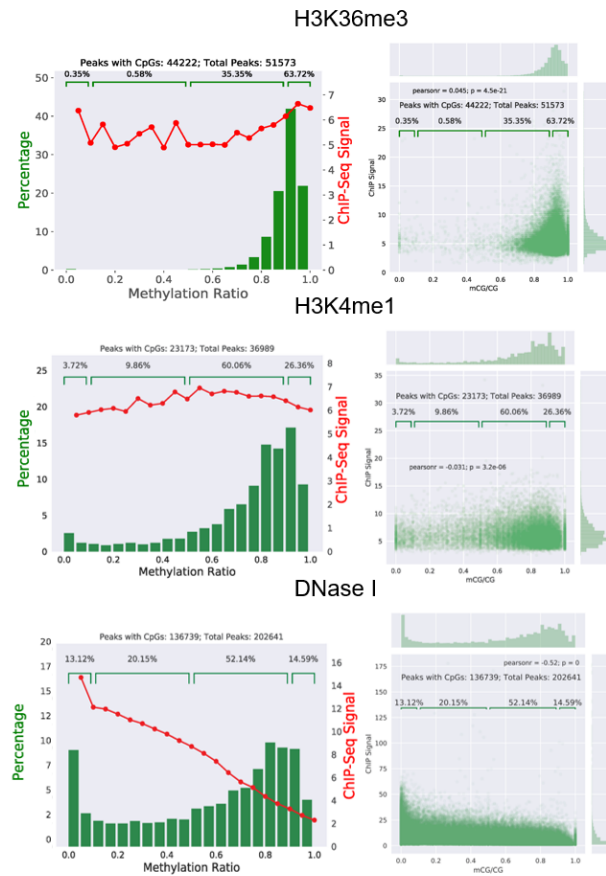 H3K36me3
Peaks with CpGs: 44222; Total Peaks: 51573
0.35% 0.58% 35.35% 63.72%
50
40
30
20
10
0
Percentage
7
6
5
4
3
2
1
0
ChIP-Seq Signal
0.0 0.2 0.4 0.6 0.8 1.0
Methylation Ratio
pearsonr = 0.045; p = 4.5e-21
Peaks with CpGs: 44222; Total Peaks: 51573
0.35% 0.58% 35.35% 63.72%
30
25
20
15
10
5
0
ChIP Signal
0.0 0.2 0.4 0.6 0.8 1.0
mCG/CG
H3K4me1
Peaks with CpGs: 23173; Total Peaks: 36989
3.72% 9.86% 60.06% 26.36%
25
20
15
10
5
0
Percentage
8
7
6
5
4
3
2
1
0
ChIP-Seq Signal
0.0 0.2 0.4 0.6 0.8 1.0
Methylation Ratio
Peaks with CpGs: 23173; Total Peaks: 36989
3.72% 9.86% 60.06% 26.36%
pearsonr = -0.031; p = 3.2e-06
35
30
25
20
15
10
5
0
ChIP Signal
0.0 0.2 0.4 0.6 0.8 1.0
mCG/CG
DNase I
Peaks with CpGs: 136739; Total Peaks: 202641
13.12% 20.15% 52.14% 14.59%
20
17
15
12
10
7
5
2
0
Percentage
16
14
12
10
8
6
4
2
0
ChIP-Seq Signal
0.0 0.2 0.4 0.6 0.8 1.0
Methylation Ratio
pearsonr = -0.52; p = 0
Peaks with CpGs: 136739; Total Peaks: 202641
13.12% 20.15% 52.14% 14.59%
175
150
125
100
75
50
25
0
ChIP Signal
0.0 0.2 0.4 0.6 0.8 1.0
mCG/CG